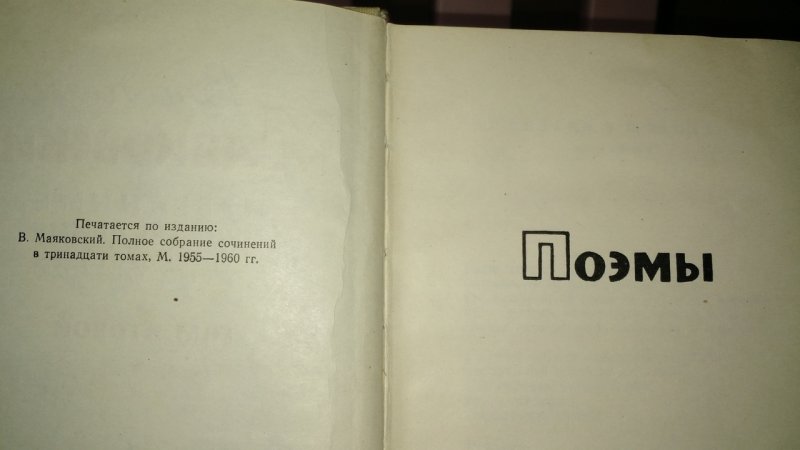 Печатается по изданию:
В. Маяковский. Полное собрание сочинений
в тринадцати томах, М. 1955—1960 гг.
Поэмы